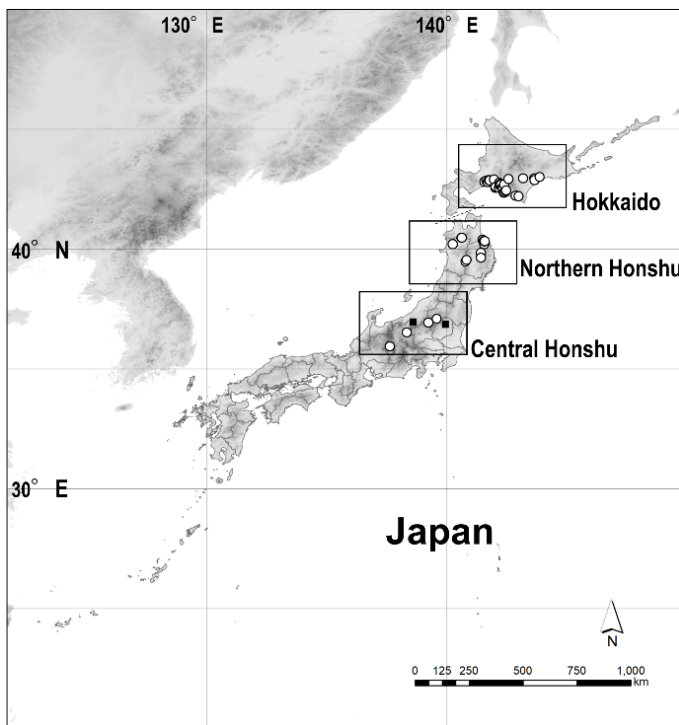 130° E 140° E
Hokkaido
40° N
Northern Honshu
Central Honshu
30° E
Japan
N
0 125 250 500 750 1,000
km